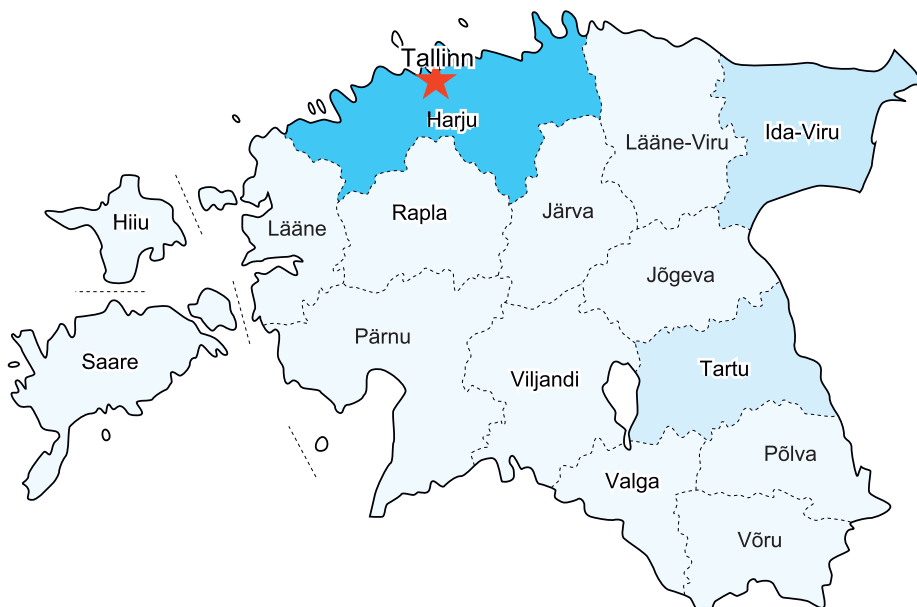 Tallinn
Harju
Ida-Viru
Lääne-Viru
Hiiu
Lääne
Rapla
Järva
Jõgeva
Pärnu
Saare
Viljandi
Tartu
Põlva
Valga
Võru